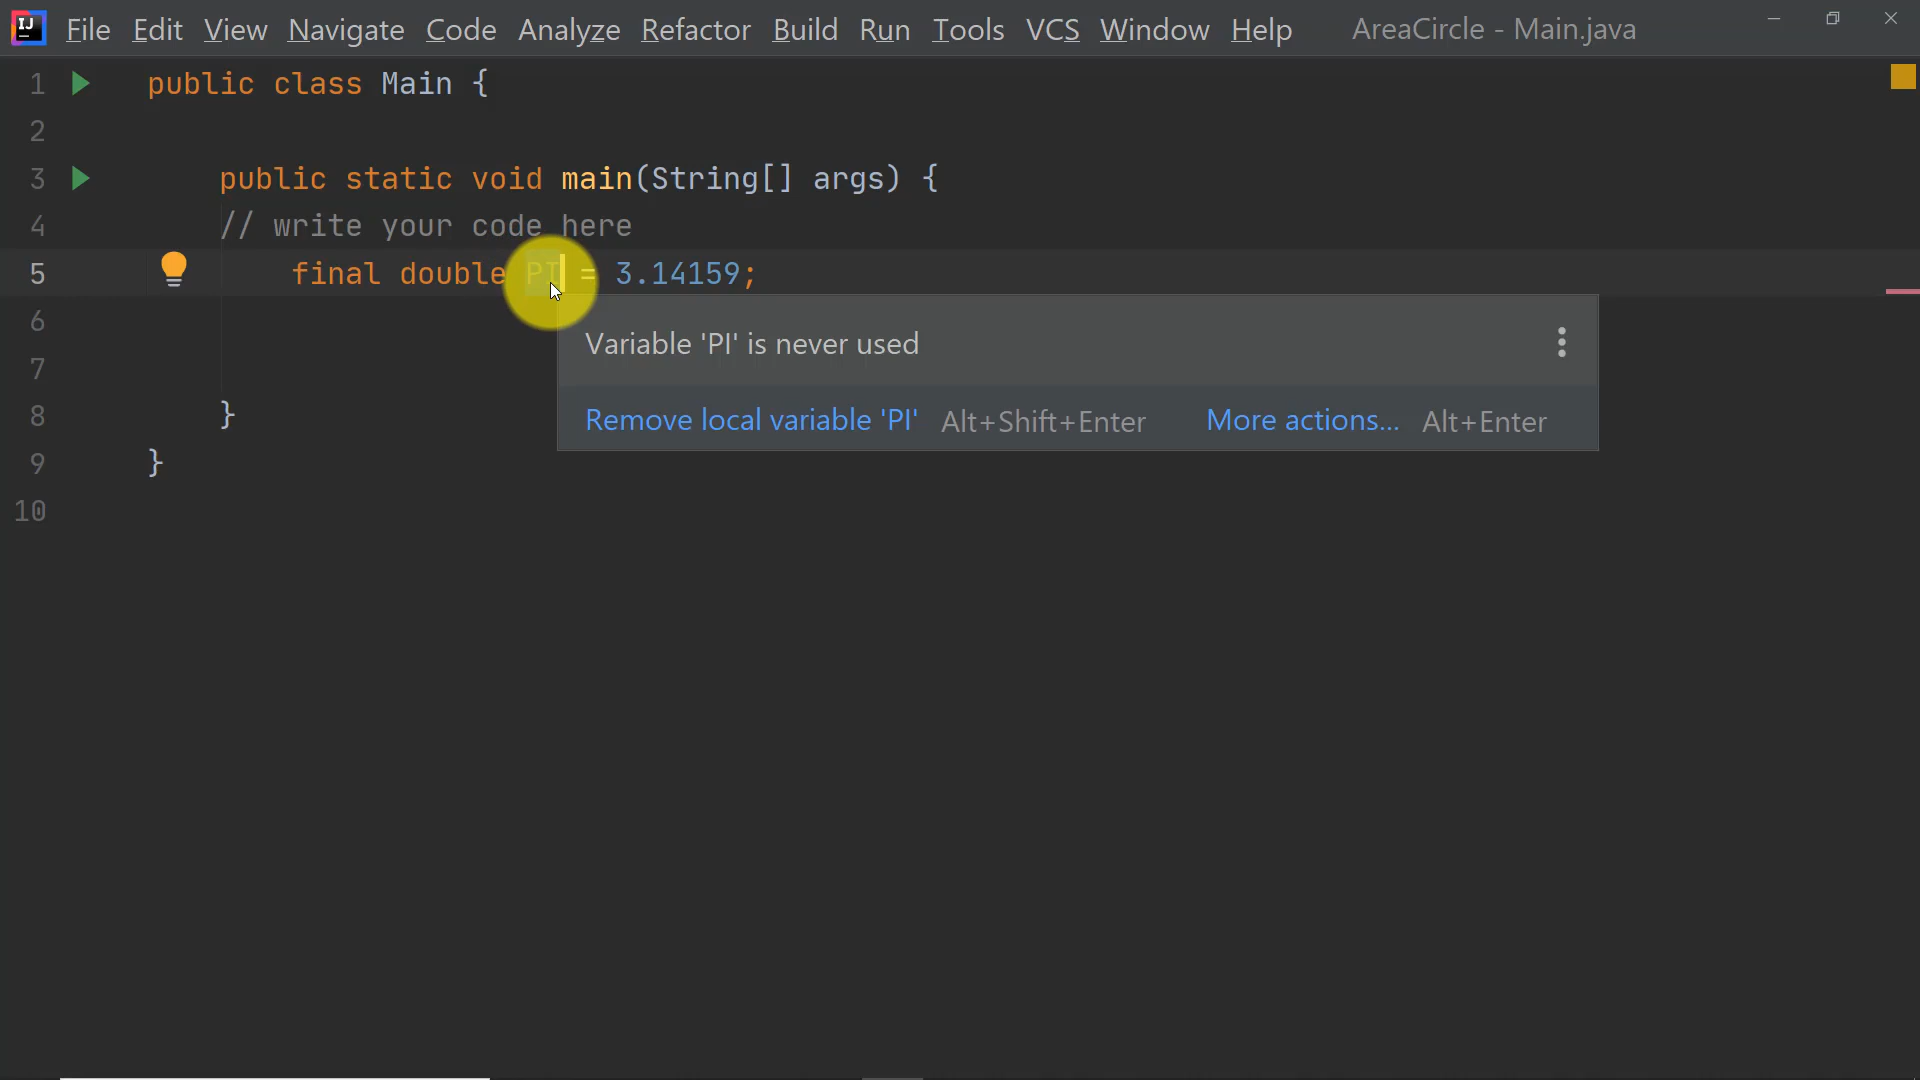 IJ File Edit View Navigate Code Analyze Refactor Build Run Tools VCS Window Help AreaCircle - Main.java
1 public class Main {
2
3 public static void main(String[] args) {
4 // write your code here
5 final double PI = 3.14159;
6
Variable 'PI' is never used
7
8 }
Remove local variable 'PI' Alt+Shift+Enter More actions... Alt+Enter
9 }
10